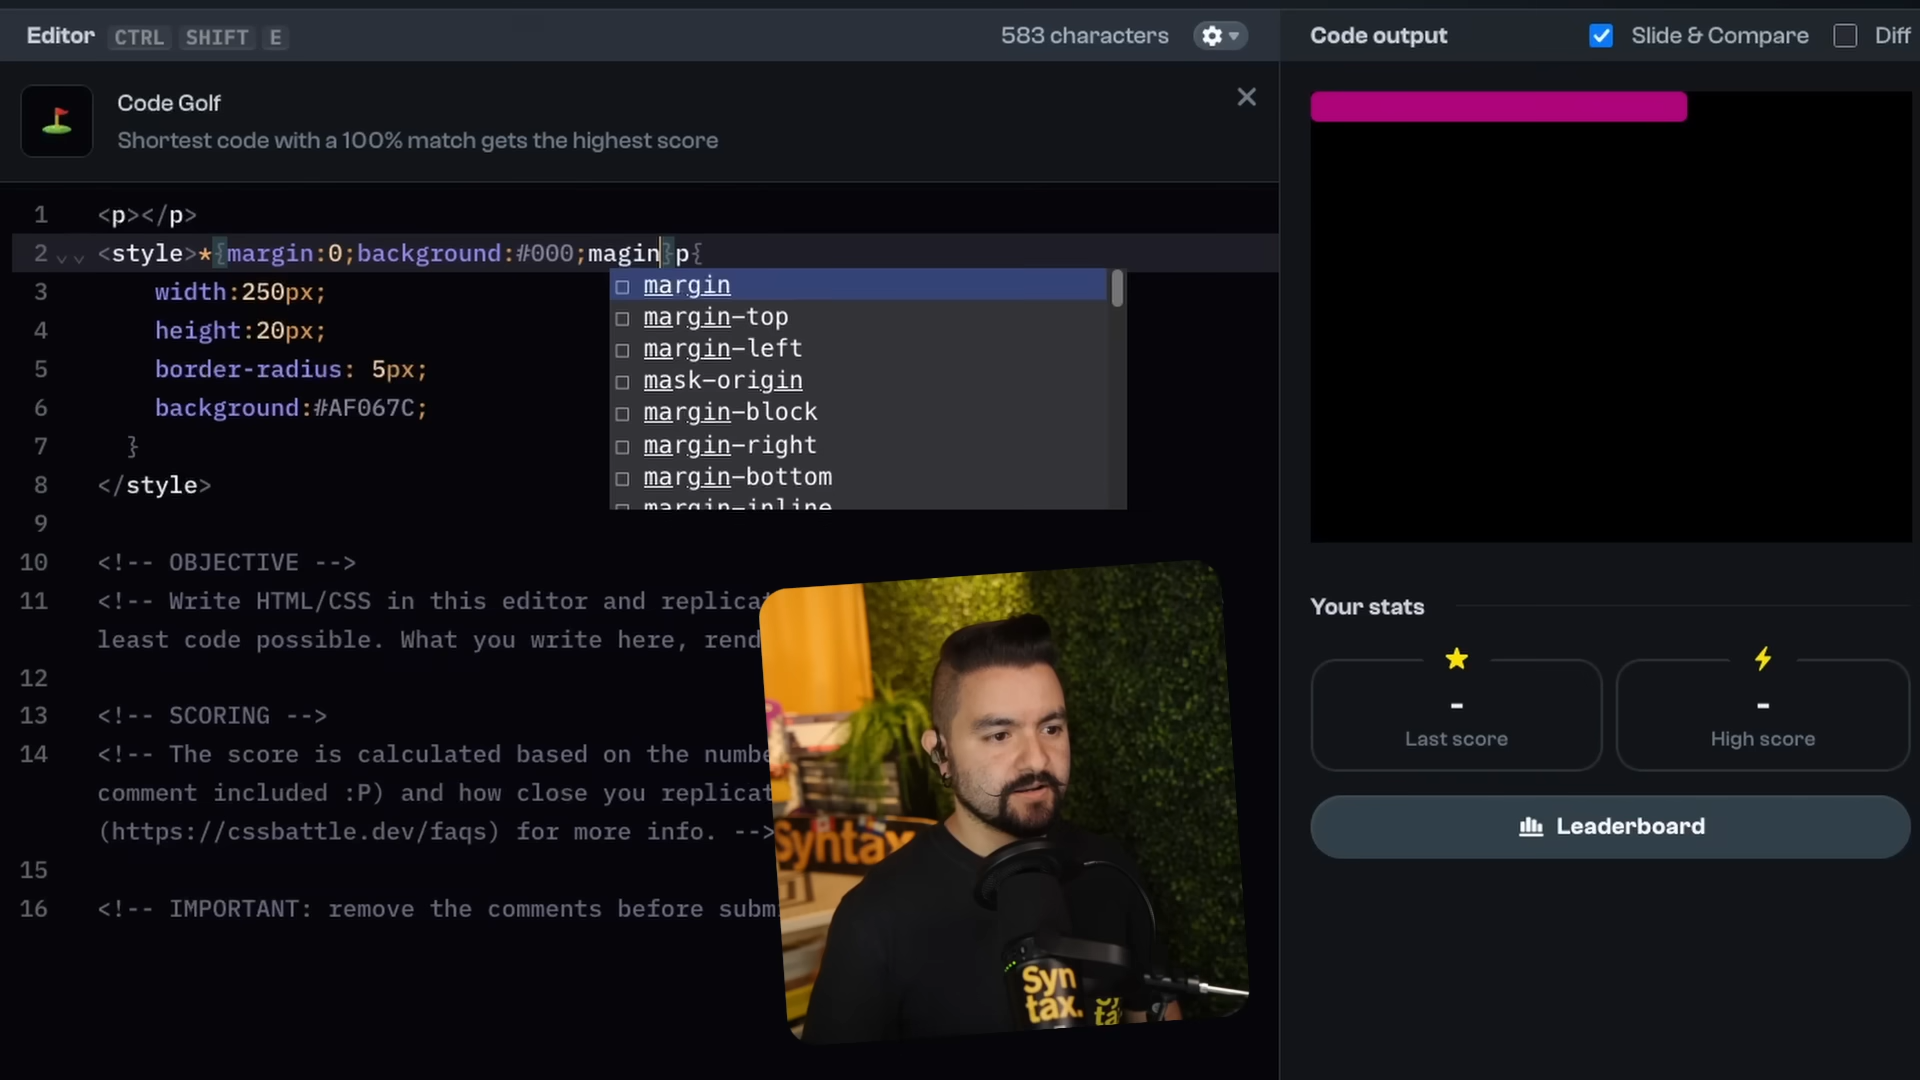 Editor CTRL SHIFT E
583 characters
Code Golf
Shortest code with a 100% match gets the highest score
1 <p></p>
2 <style>*{margin:0;background:#000;magin}p{
3 width:250px;
4 height:20px;
5 border-radius: 5px;
6 background:#AF067C;
7 }
8 </style>
9
10 <!-- OBJECTIVE -->
11 <!-- Write HTML/CSS in this editor and replicat
least code possible. What you write here, rend
12
13 <!-- SCORING -->
14 <!-- The score is calculated based on the numbe
comment included :P) and how close you replicat
(https://cssbattle.dev/faqs) for more info. -->
15
16 <!-- IMPORTANT: remove the comments before subm
margin
margin-top
margin-left
mask-origin
margin-block
margin-right
margin-bottom
margin-inline
Syntax
Syn
tax.
Code output
Slide & Compare
Diff
Your stats
-
Last score
-
High score
Leaderboard